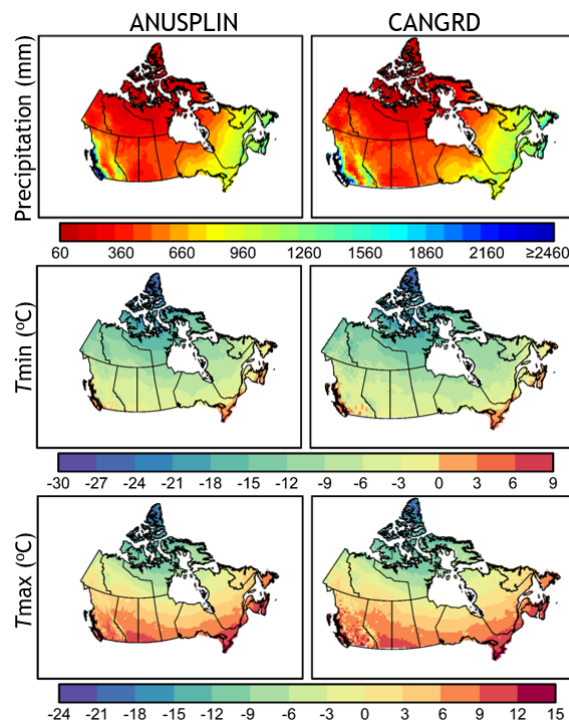 ANUSPLIN CANGRD
Precipitation (mm)
60 360 660 960 1260 1560 1860 2160 ≥2460
Tmin (°C)
-30 -27 -24 -21 -18 -15 -12 -9 -6 -3 0 3 6 9
Tmax (°C)
-24 -21 -18 -15 -12 -9 -6 -3 0 3 6 9 12 15